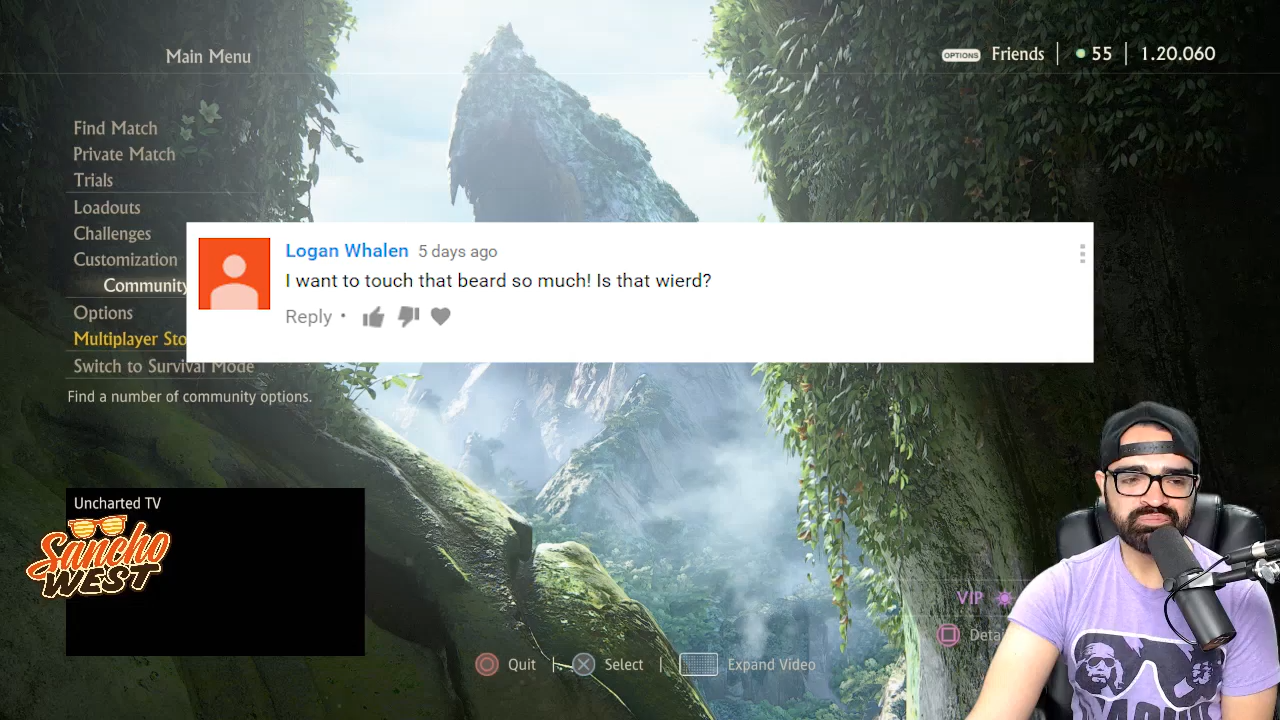 Main Menu
OPTIONS Friends 55 1.20.060
Find Match
Private Match
Trials
Loadouts
Challenges
Customization
Community
Options
Multiplayer Sto
Switch to Survival Mode
Find a number of community options.
Logan Whalen 5 days ago
I want to touch that beard so much! Is that wierd?
Reply •
Uncharted TV
Sancho
WEST
VIP
Detai
Quit Select Expand Video